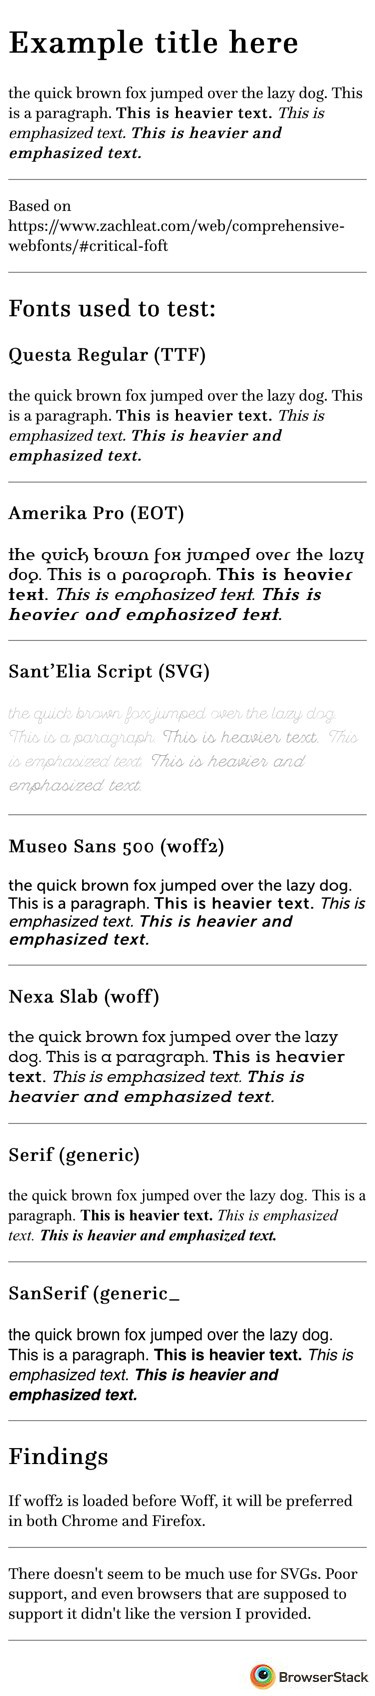 Example title here
the quick brown fox jumped over the lazy dog. This
is a paragraph. This is heavier text. This is
emphasized text. This is heavier and
emphasized text.
Based on
https://www.zachleat.com/web/comprehensive-
webfonts/#critical-foft
Fonts used to test:
Questa Regular (TTF)
the quick brown fox jumped over the lazy dog. This
is a paragraph. This is heavier text. This is
emphasized text. This is heavier and
emphasized text.
Amerika Pro (EOT)
the quick brown fox jumped over the lazy
dog. This is a paragraph. This is heavier
text. This is emphasized text. This is
heavier and emphasized text.
Sant’Elia Script (SVG)
the quick brown fox jumped over the lazy dog.
This is a paragraph. This is heavier text. This
is emphasized text. This is heavier and
emphasized text.
Museo Sans 500 (woff2)
the quick brown fox jumped over the lazy dog.
This is a paragraph. This is heavier text. This is
emphasized text. This is heavier and
emphasized text.
Nexa Slab (woff)
the quick brown fox jumped over the lazy
dog. This is a paragraph. This is heavier
text. This is emphasized text. This is
heavier and emphasized text.
Serif (generic)
the quick brown fox jumped over the lazy dog. This is a
paragraph. This is heavier text. This is emphasized
text. This is heavier and emphasized text.
SanSerif (generic_
the quick brown fox jumped over the lazy dog.
This is a paragraph. This is heavier text. This is
emphasized text. This is heavier and
emphasized text.
Findings
If woff2 is loaded before Woff, it will be preferred
in both Chrome and Firefox.
There doesn't seem to be much use for SVGs. Poor
support, and even browsers that are supposed to
support it didn't like the version I provided.
BrowserStack